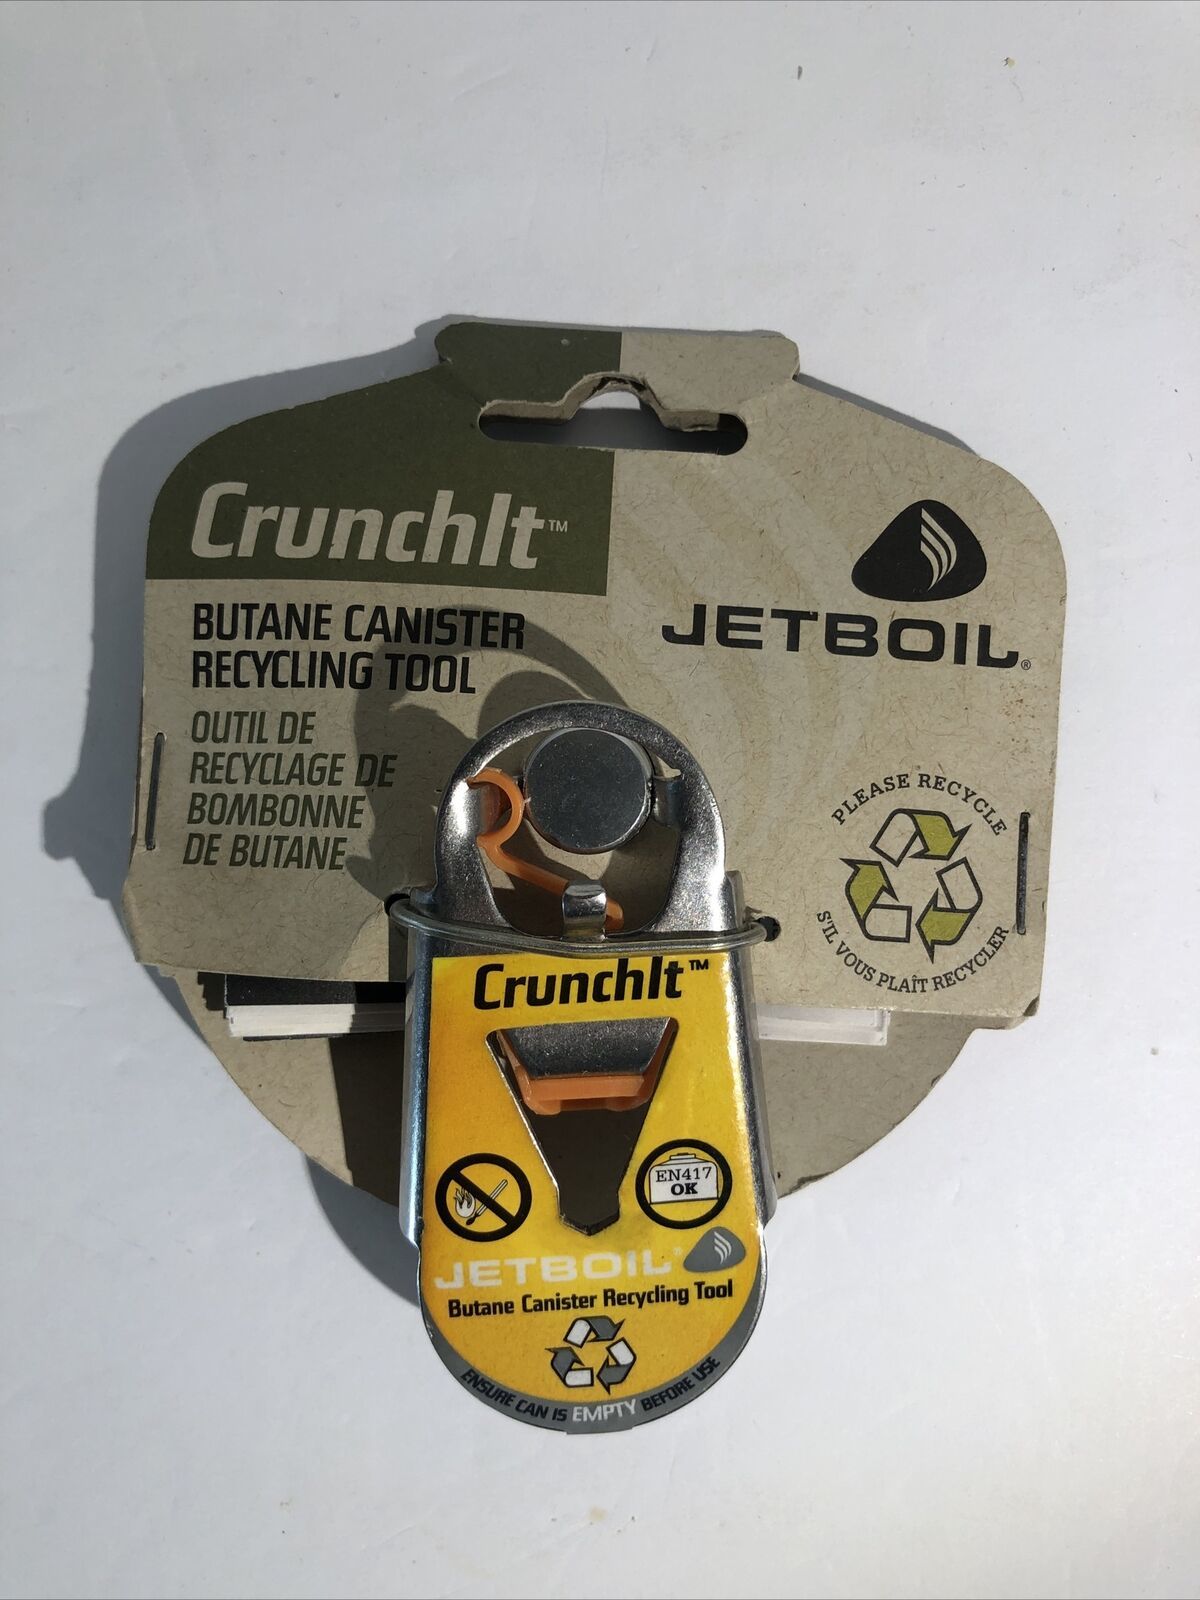 CrunchIt™
BUTANE CANISTER
RECYCLING TOOL
OUTIL DE
RECYCLAGE DE
BOMBONNE
DE BUTANE
JETBOIL®
PLEASE RECYCLE
S'IL VOUS PLAÎT RECYCLER
CrunchIt™
EN417
OK
JETBOIL®
Butane Canister Recycling Tool
ENSURE CAN IS EMPTY BEFORE USE